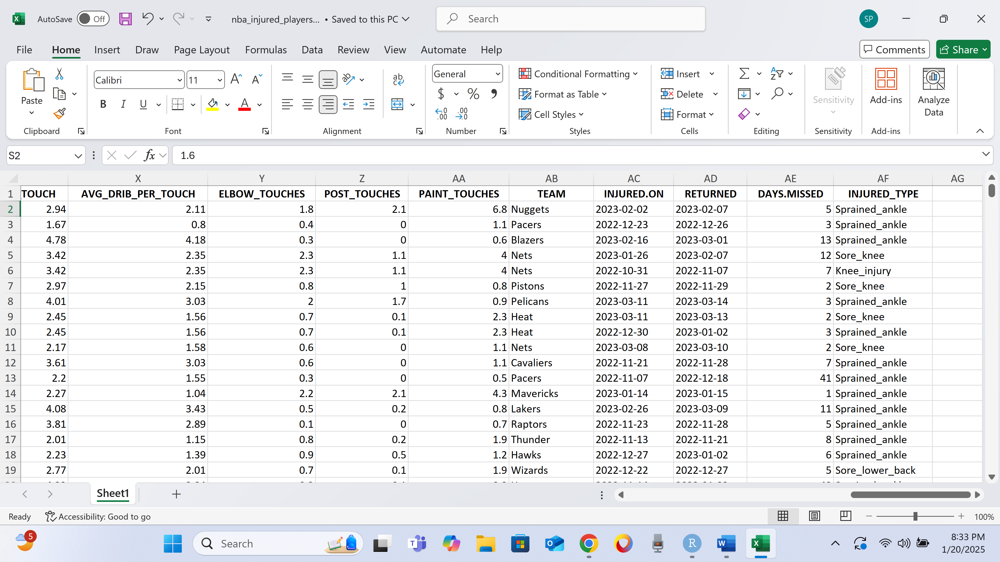 AutoSave Off nba_injured_players... • Saved to this PC Search SP
File Home Insert Draw Page Layout Formulas Data Review View Automate Help Comments Share
Paste
Clipboard
Calibri 11
B I U A
Font
ab
c
Alignment
General
$ % ,
Number
Conditional Formatting
Format as Table
Cell Styles
Styles
Insert
Delete
Format
Cells
Editing
Sensitivity
Sensitivity
Add-ins
Add-ins
Analyze
Data
S2 fx 1.6
X Y Z AA AB AC AD AE AF AG
1 TOUCH AVG_DRIB_PER_TOUCH ELBOW_TOUCHES POST_TOUCHES PAINT_TOUCHES TEAM INJURED.ON RETURNED DAYS.MISSED INJURED_TYPE
2 2.94 2.11 1.8 2.1 6.8 Nuggets 2023-02-02 2023-02-07 5 Sprained_ankle
3 1.67 0.8 0.4 0 1.1 Pacers 2022-12-23 2022-12-26 3 Sprained_ankle
4 4.78 4.18 0.3 0 0.6 Blazers 2023-02-16 2023-03-01 13 Sprained_ankle
5 3.42 2.35 2.3 1.1 4 Nets 2023-01-26 2023-02-07 12 Sore_knee
6 3.42 2.35 2.3 1.1 4 Nets 2022-10-31 2022-11-07 7 Knee_injury
7 2.97 2.15 0.8 1 0.8 Pistons 2022-11-27 2022-11-29 2 Sore_knee
8 4.01 3.03 2 1.7 0.9 Pelicans 2023-03-11 2023-03-14 3 Sprained_ankle
9 2.45 1.56 0.7 0.1 2.3 Heat 2023-03-11 2023-03-13 2 Sore_knee
10 2.45 1.56 0.7 0.1 2.3 Heat 2022-12-30 2023-01-02 3 Sprained_ankle
11 2.17 1.58 0.6 0 1.1 Nets 2023-03-08 2023-03-10 2 Sore_knee
12 3.61 3.03 0.6 0 1.1 Cavaliers 2022-11-21 2022-11-28 7 Sprained_ankle
13 2.2 1.55 0.3 0 0.5 Pacers 2022-11-07 2022-12-18 41 Sprained_ankle
14 2.27 1.04 2.2 2.1 4.3 Mavericks 2023-01-14 2023-01-15 1 Sprained_ankle
15 4.08 3.43 0.5 0.2 0.8 Lakers 2023-02-26 2023-03-09 11 Sprained_ankle
16 3.81 2.89 0.1 0 0.7 Raptors 2022-11-23 2022-11-28 5 Sprained_ankle
17 2.01 1.15 0.8 0.2 1.9 Thunder 2022-11-13 2022-11-21 8 Sprained_ankle
18 2.23 1.39 0.9 0.5 1.2 Hawks 2022-12-27 2023-01-02 6 Sprained_ankle
19 2.77 2.01 0.7 0.1 1.9 Wizards 2022-12-22 2022-12-27 5 Sore_lower_back
Sheet1
Ready Accessibility: Good to go 100%
5 Search 8:33 PM
1/20/2025